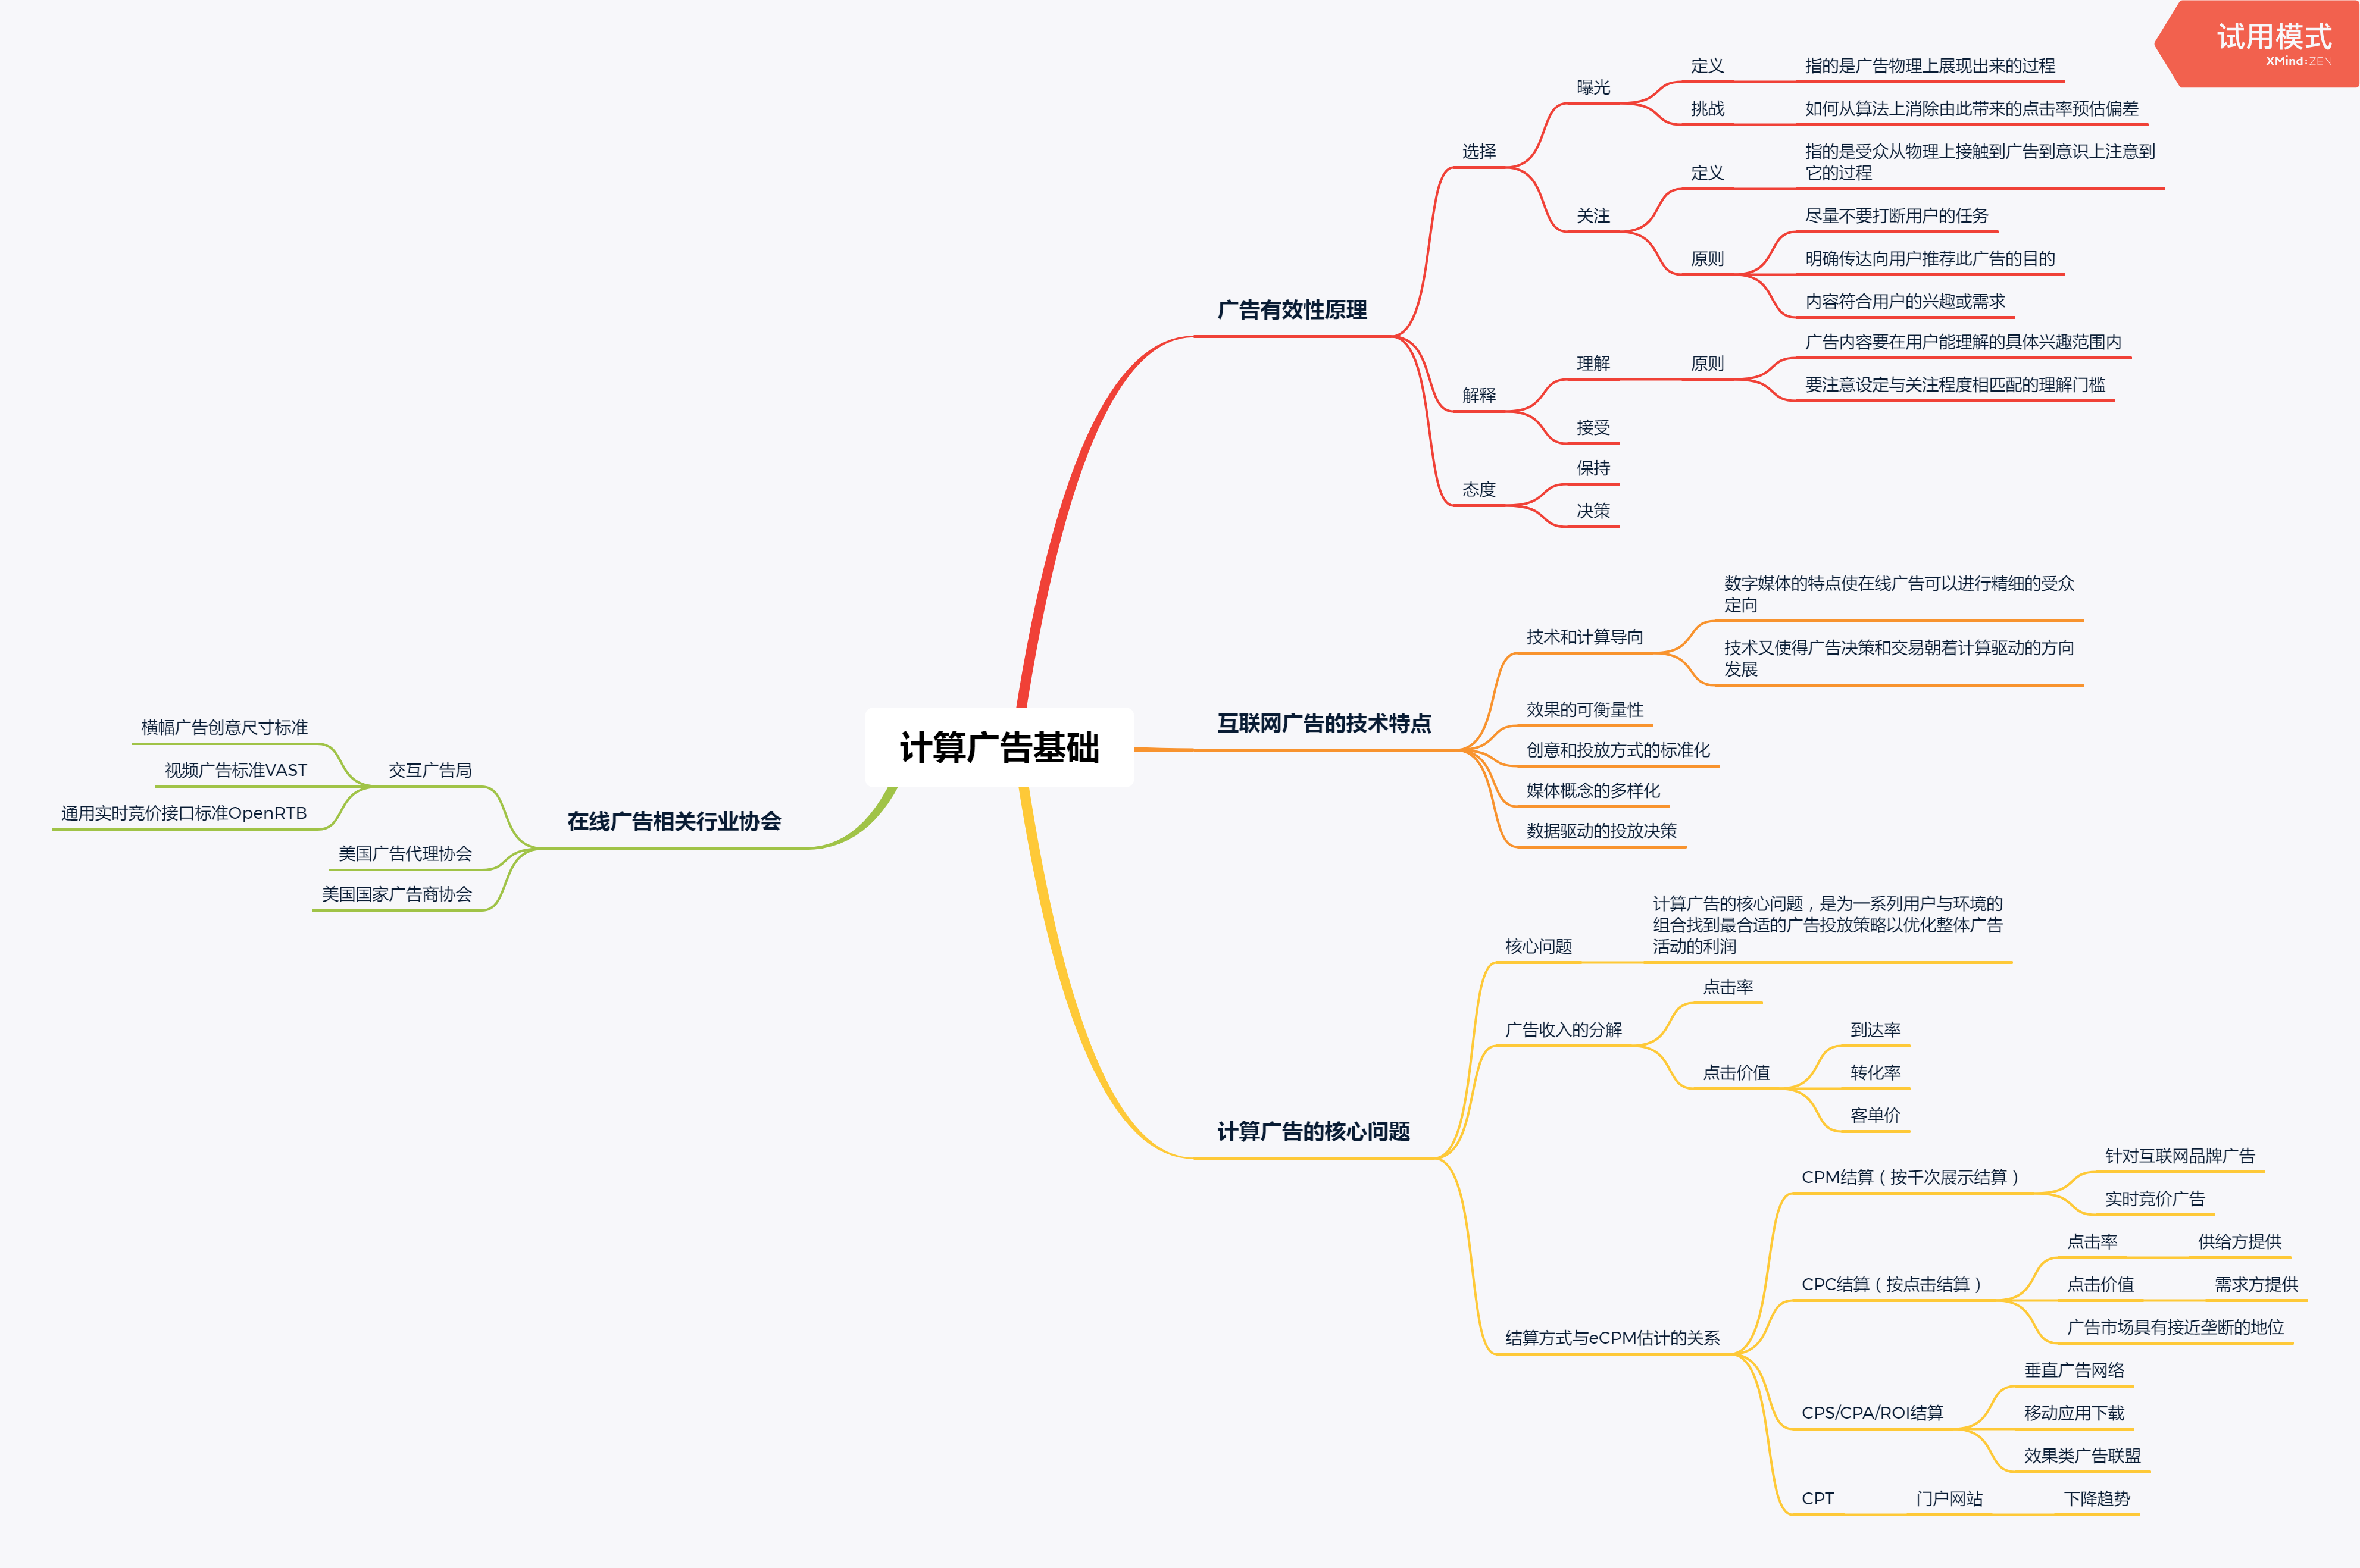 试用模式
XMind:ZEN
计算广告基础
广告有效性原理
选择
曝光
定义
指的是广告物理上展现出来的过程
挑战
如何从算法上消除由此带来的点击率预估偏差
关注
定义
指的是受众从物理上接触到广告到意识上注意到
它的过程
原则
尽量不要打断用户的任务
明确传达向用户推荐此广告的目的
内容符合用户的兴趣或需求
解释
理解
原则
广告内容要在用户能理解的具体兴趣范围内
要注意设定与关注程度相匹配的理解门槛
接受
态度
保持
决策
互联网广告的技术特点
技术和计算导向
数字媒体的特点使在线广告可以进行精细的受众
定向
技术又使得广告决策和交易朝着计算驱动的方向
发展
效果的可衡量性
创意和投放方式的标准化
媒体概念的多样化
数据驱动的投放决策
计算广告的核心问题
核心问题
计算广告的核心问题，是为一系列用户与环境的
组合找到最合适的广告投放策略以优化整体广告
活动的利润
广告收入的分解
点击率
点击价值
到达率
转化率
客单价
结算方式与eCPM估计的关系
CPM结算（按千次展示结算）
针对互联网品牌广告
实时竞价广告
CPC结算（按点击结算）
点击率
供给方提供
点击价值
需求方提供
广告市场具有接近垄断的地位
CPS/CPA/ROI结算
垂直广告网络
移动应用下载
效果类广告联盟
CPT
门户网站
下降趋势
在线广告相关行业协会
交互广告局
横幅广告创意尺寸标准
视频广告标准VAST
通用实时竞价接口标准OpenRTB
美国广告代理协会
美国国家广告商协会